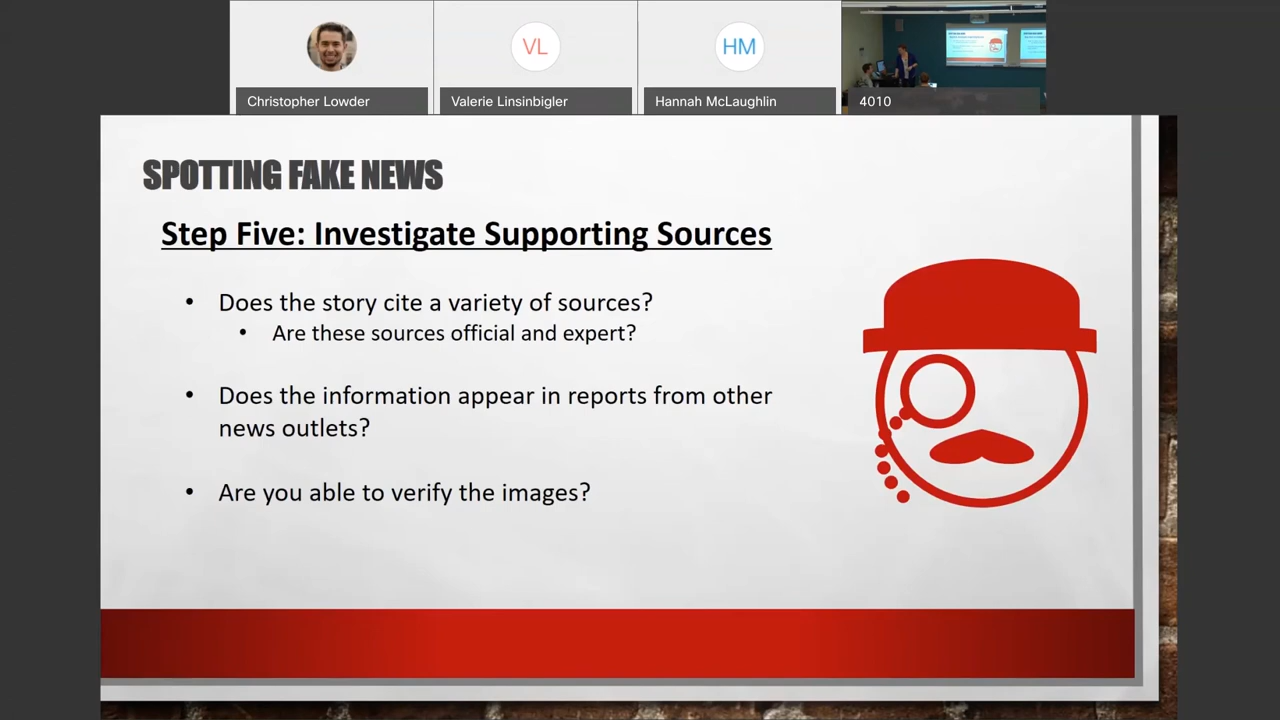 VL
HM
Christopher Lowder
Valerie Linsinbigler
Hannah McLaughlin
4010
SPOTTING FAKE NEWS
Step Five: Investigate Supporting Sources
• Does the story cite a variety of sources?
• Are these sources official and expert?
• Does the information appear in reports from other
news outlets?
• Are you able to verify the images?